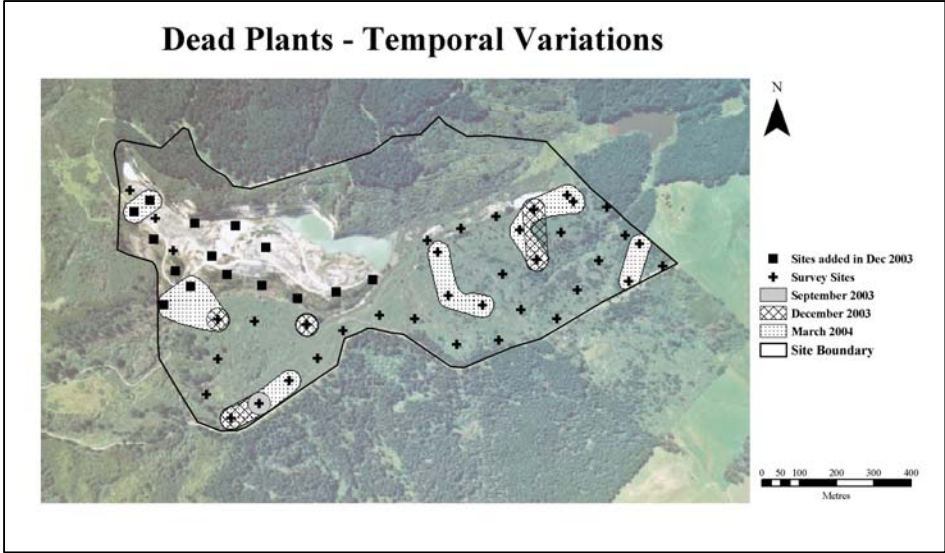 Dead Plants - Temporal Variations
N
Sites added in Dec 2003
Survey Sites
September 2003
December 2003
March 2004
Site Boundary
0 50 100 200 300 400
Metres